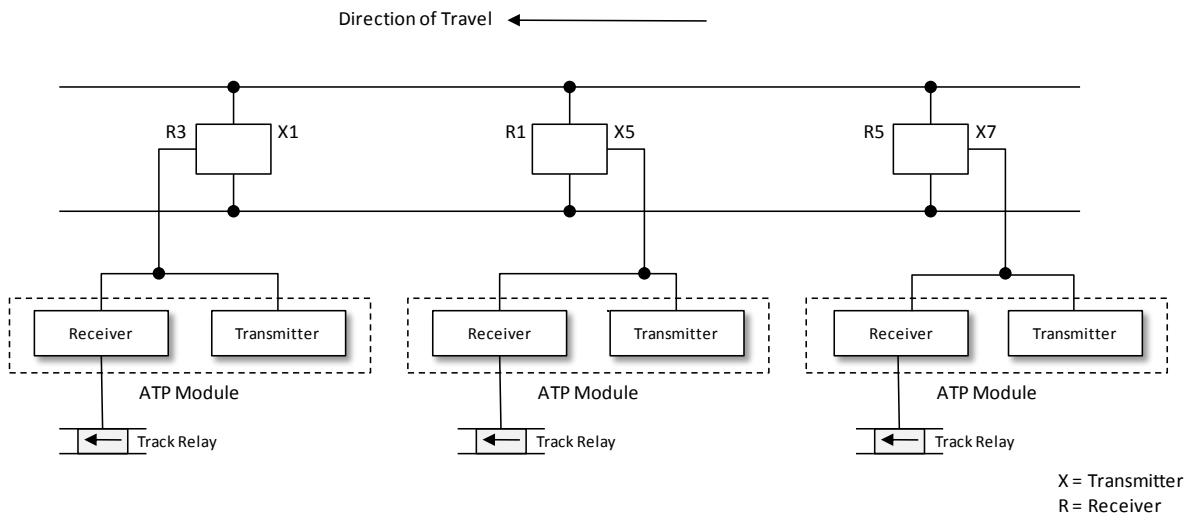 Direction of Travel
R3 X1 R1 X5 R5 X7
Receiver Transmitter Receiver Transmitter Receiver Transmitter
ATP Module ATP Module ATP Module
Track Relay Track Relay Track Relay
X = Transmitter
R = Receiver